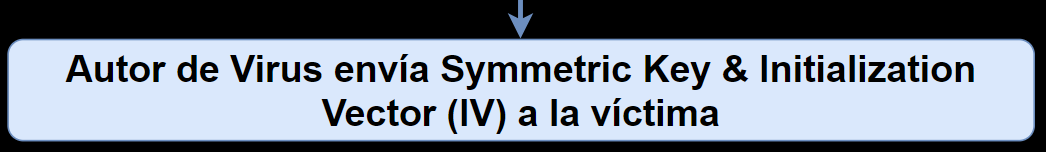 Autor de Virus envía Symmetric Key & Initialization
Vector (IV) a la víctima